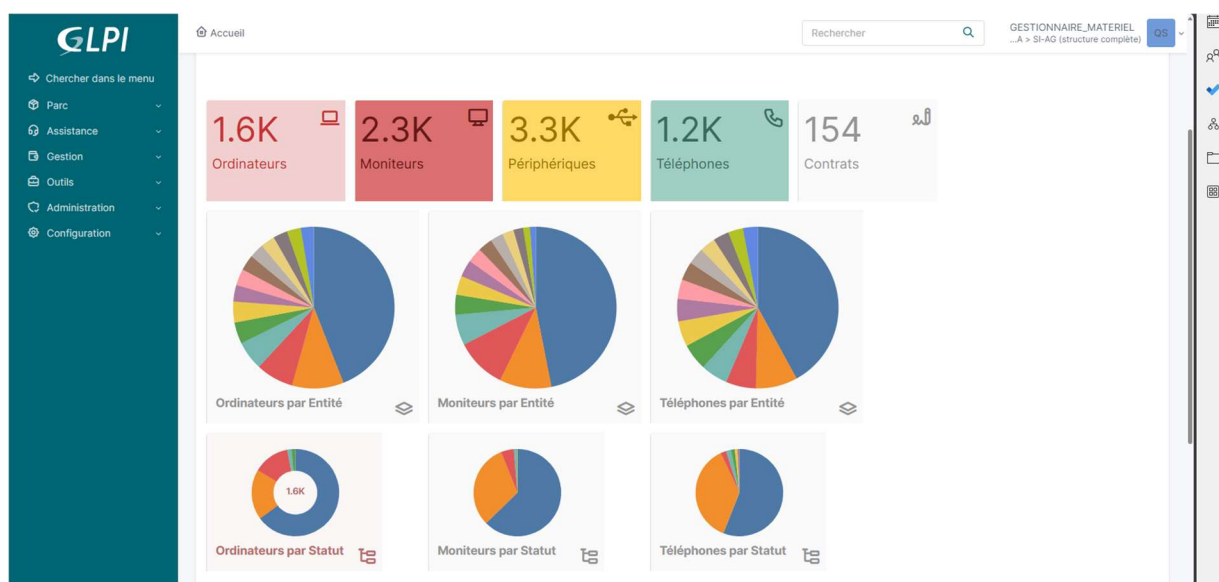 GLPI
Accueil
Rechercher
GESTIONNAIRE_MATERIEL
...A > SI-AG (structure complète)
QS
Chercher dans le menu
Parc
Assistance
Gestion
Outils
Administration
Configuration
1.6K
Ordinateurs
2.3K
Moniteurs
3.3K
Périphériques
1.2K
Téléphones
154
Contrats
Ordinateurs par Entité
Moniteurs par Entité
Téléphones par Entité
1.6K
Ordinateurs par Statut
Moniteurs par Statut
Téléphones par Statut